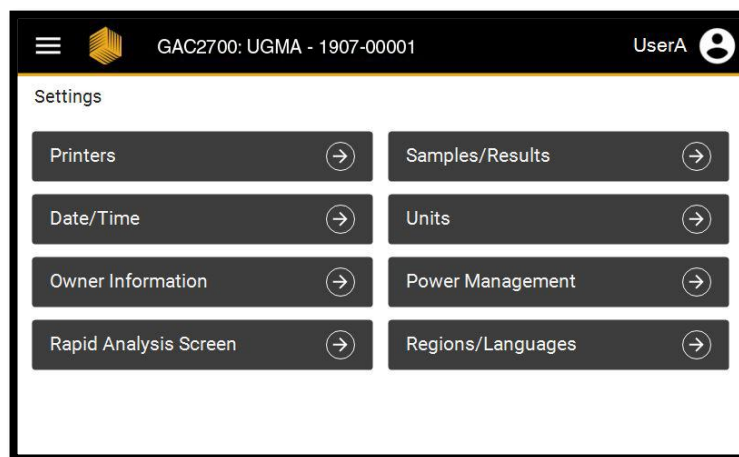 GAC2700: UGMA - 1907-00001
UserA
Settings
Printers
Samples/Results
Date/Time
Units
Owner Information
Power Management
Rapid Analysis Screen
Regions/Languages